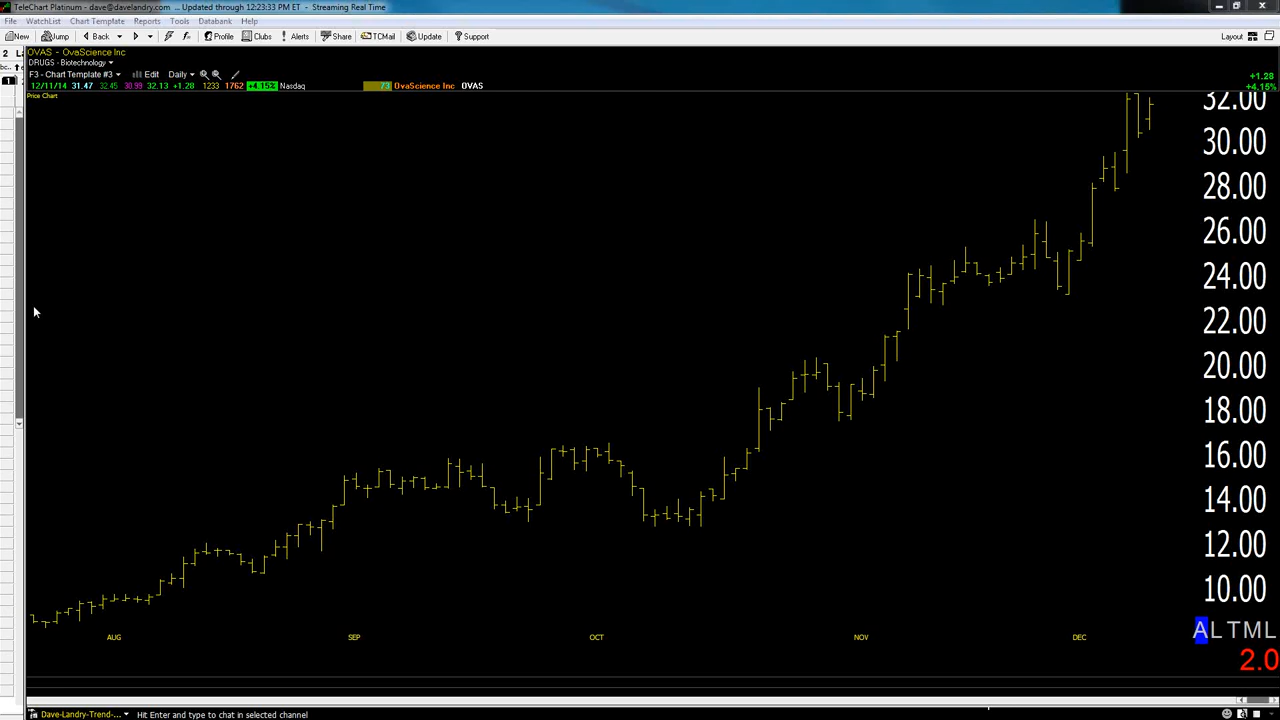 TeleChart Platinum - dave@davelandry.com ... Updated through 12:23:33 PM ET - Streaming Real Time
File WatchList Chart Template Reports Tools Databank Help
New Jump Back Profile Clubs Alerts Share TCMail Update Support Layout
OVAS - OvaScience Inc
DRUGS - Biotechnology
F3 - Chart Template #3 Edit Daily
+1.28
12/11/14 31.47 32.45 30.99 32.13 +1.28 1233 1762 +4.15% Nasdaq 73 OvaScience Inc OVAS +4.15%
Price Chart
32.00
30.00
28.00
26.00
24.00
22.00
20.00
18.00
16.00
14.00
12.00
10.00
ALTML
AUG SEP OCT NOV DEC
2.0
Dave-Landry-Trend-... Hit Enter and type to chat in selected channel